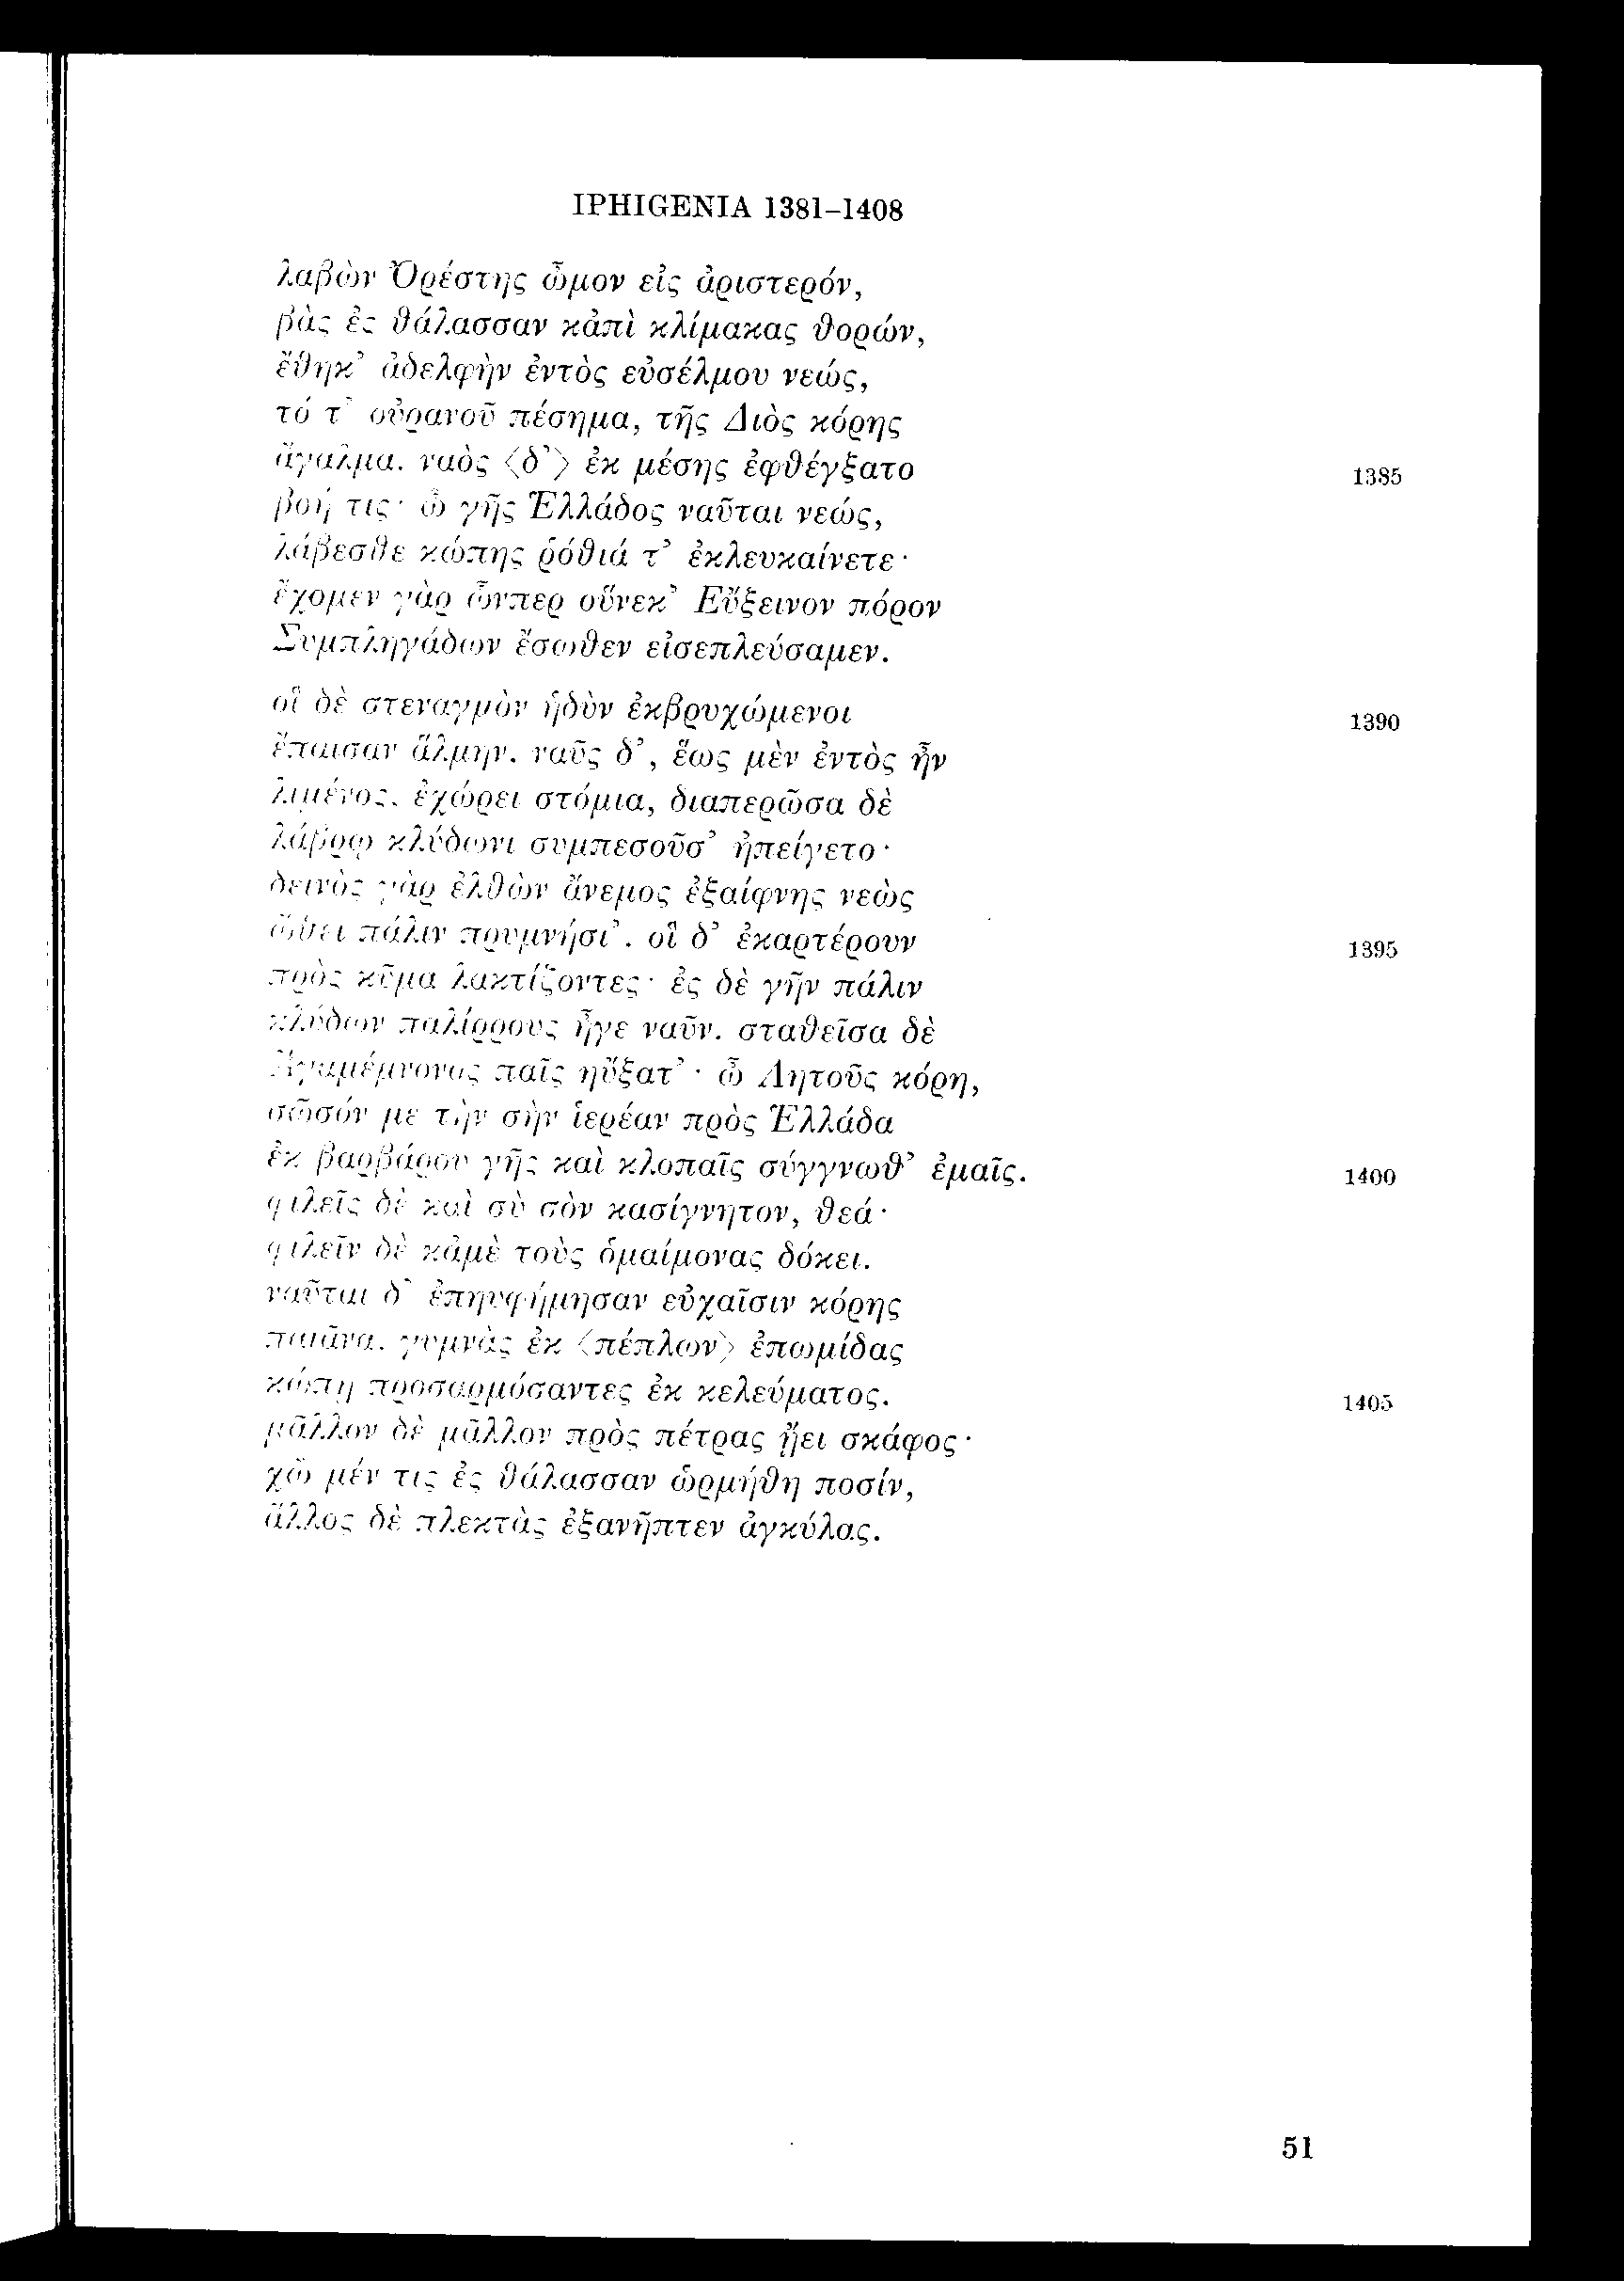 IPHIGENIA 1381–1408
λαβὼν Ὀρέστης ὦμον εἰς ἀριστερόν,
βὰς ἐς θάλασσαν κἀπὶ κλίμακας θορών,
ἔθηκ’ ἀδελφὴν ἐντὸς εὐσέλμου νεώς,
τό τ’ οὐρανοῦ πέσημα, τῆς Διὸς κόρης
ἄγαλμα. ναὸς ⟨δ’⟩ ἐκ μέσης ἐφθέγξατο 1385
βοή τις· ὦ γῆς Ἑλλάδος ναῦται νεώς,
λάβεσθε κώπης ῥόθιά τ’ ἐκλευκαίνετε·
ἔχομεν γὰρ ὧνπερ οὕνεκ’ Εὔξεινον πόρον
Συμπληγάδων ἔσωθεν εἰσεπλεύσαμεν.
οἳ δὲ στεναγμὸν ἡδὺν ἐκβρυχώμενοι 1390
ἔπαισαν ἅλμην. ναῦς δ’, ἕως μὲν ἐντὸς ἦν
λιμένος, ἐχώρει στόμια, διαπερῶσα δὲ
λάβρῳ κλύδωνι συμπεσοῦσ’ ἠπείγετο·
δεινὸς γὰρ ἐλθὼν ἄνεμος ἐξαίφνης νεὼς
ὤθει πάλιν πρυμνήσι’. οἳ δ’ ἐκαρτέρουν 1395
πρὸς κῦμα λακτίζοντες· ἐς δὲ γῆν πάλιν
κλύδων παλίρρους ἦγε ναῦν. σταθεῖσα δὲ
Ἀγαμέμνονος παῖς ηὔξατ’· ὦ Λητοῦς κόρη,
σῶσόν με τὴν σὴν ἱερέαν πρὸς Ἑλλάδα
ἐκ βαρβάρου γῆς καὶ κλοπαῖς σύγγνωθ’ ἐμαῖς. 1400
φιλεῖς δὲ καὶ σὺ σὸν κασίγνητον, θεά·
φιλεῖν δὲ κἀμὲ τοὺς ὁμαίμονας δόκει.
ναῦται δ’ ἐπηυφήμησαν εὐχαῖσιν κόρης
παιᾶνα. γυμνὰς ἐκ ⟨πέπλων⟩ ἐπωμίδας
κώπῃ προσαρμόσαντες ἐκ κελεύματος. 1405
μᾶλλον δὲ μᾶλλον πρὸς πέτρας ᾔει σκάφος·
χὣ μέν τις ἐς θάλασσαν ὡρμήθη ποσίν,
ἄλλος δὲ πλεκτὰς ἐξανῆπτεν ἀγκύλας.
51